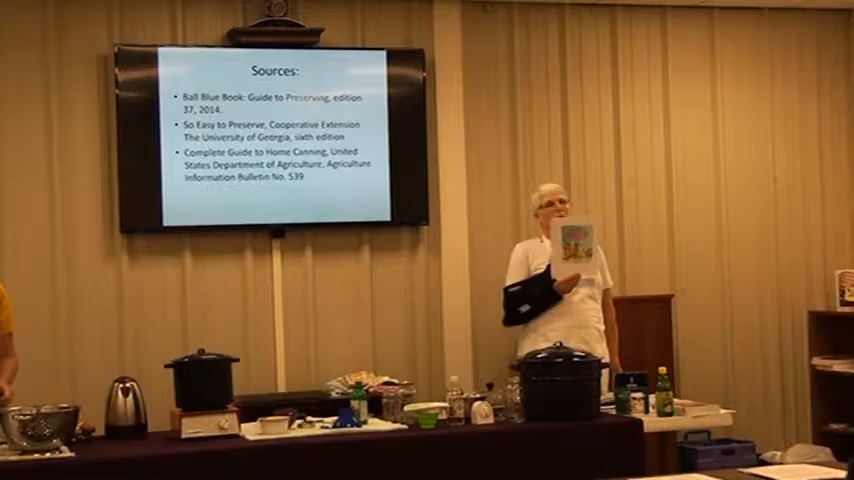 Sources:
• Ball Blue Book: Guide to Preserving, edition
37, 2014.
• So Easy to Preserve, Cooperative Extension
The University of Georgia, sixth edition
• Complete Guide to Home Canning, United
States Department of Agriculture, Agriculture
Information Bulletin No. 539